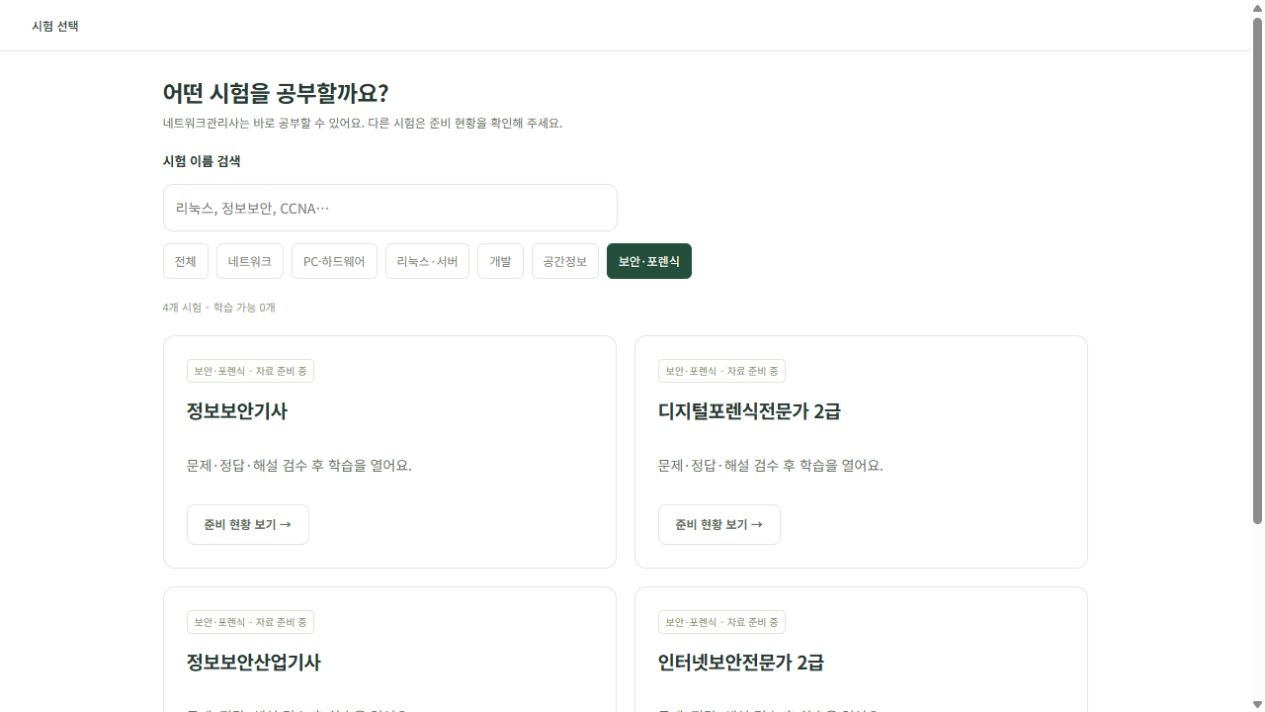 시험 선택
어떤 시험을 공부할까요?
네트워크관리사는 바로 공부할 수 있어요. 다른 시험은 준비 현황을 확인해 주세요.
시험 이름 검색
리눅스, 정보보안, CCNA…
전체 네트워크 PC·하드웨어 리눅스·서버 개발 공간정보 보안·포렌식
4개 시험 · 학습 가능 0개
보안·포렌식 · 자료 준비 중
정보보안기사
문제·정답·해설 검수 후 학습을 열어요.
준비 현황 보기 →
보안·포렌식 · 자료 준비 중
디지털포렌식전문가 2급
문제·정답·해설 검수 후 학습을 열어요.
준비 현황 보기 →
보안·포렌식 · 자료 준비 중
정보보안산업기사
보안·포렌식 · 자료 준비 중
인터넷보안전문가 2급